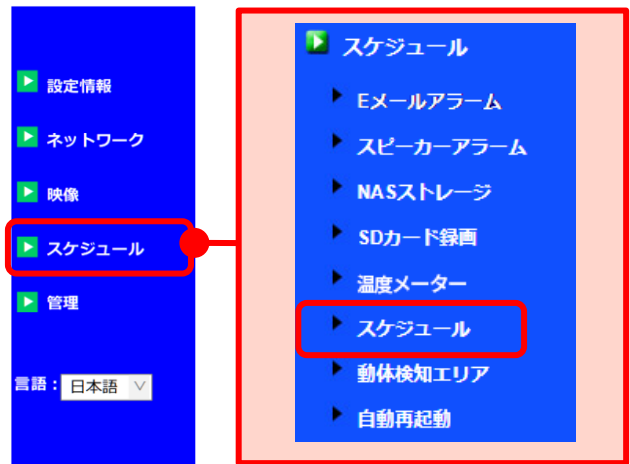 設定情報
ネットワーク
映像
スケジュール
管理
言語：日本語
スケジュール
Eメールアラーム
スピーカーアラーム
NASストレージ
SDカード録画
温度メーター
スケジュール
動体検知エリア
自動再起動